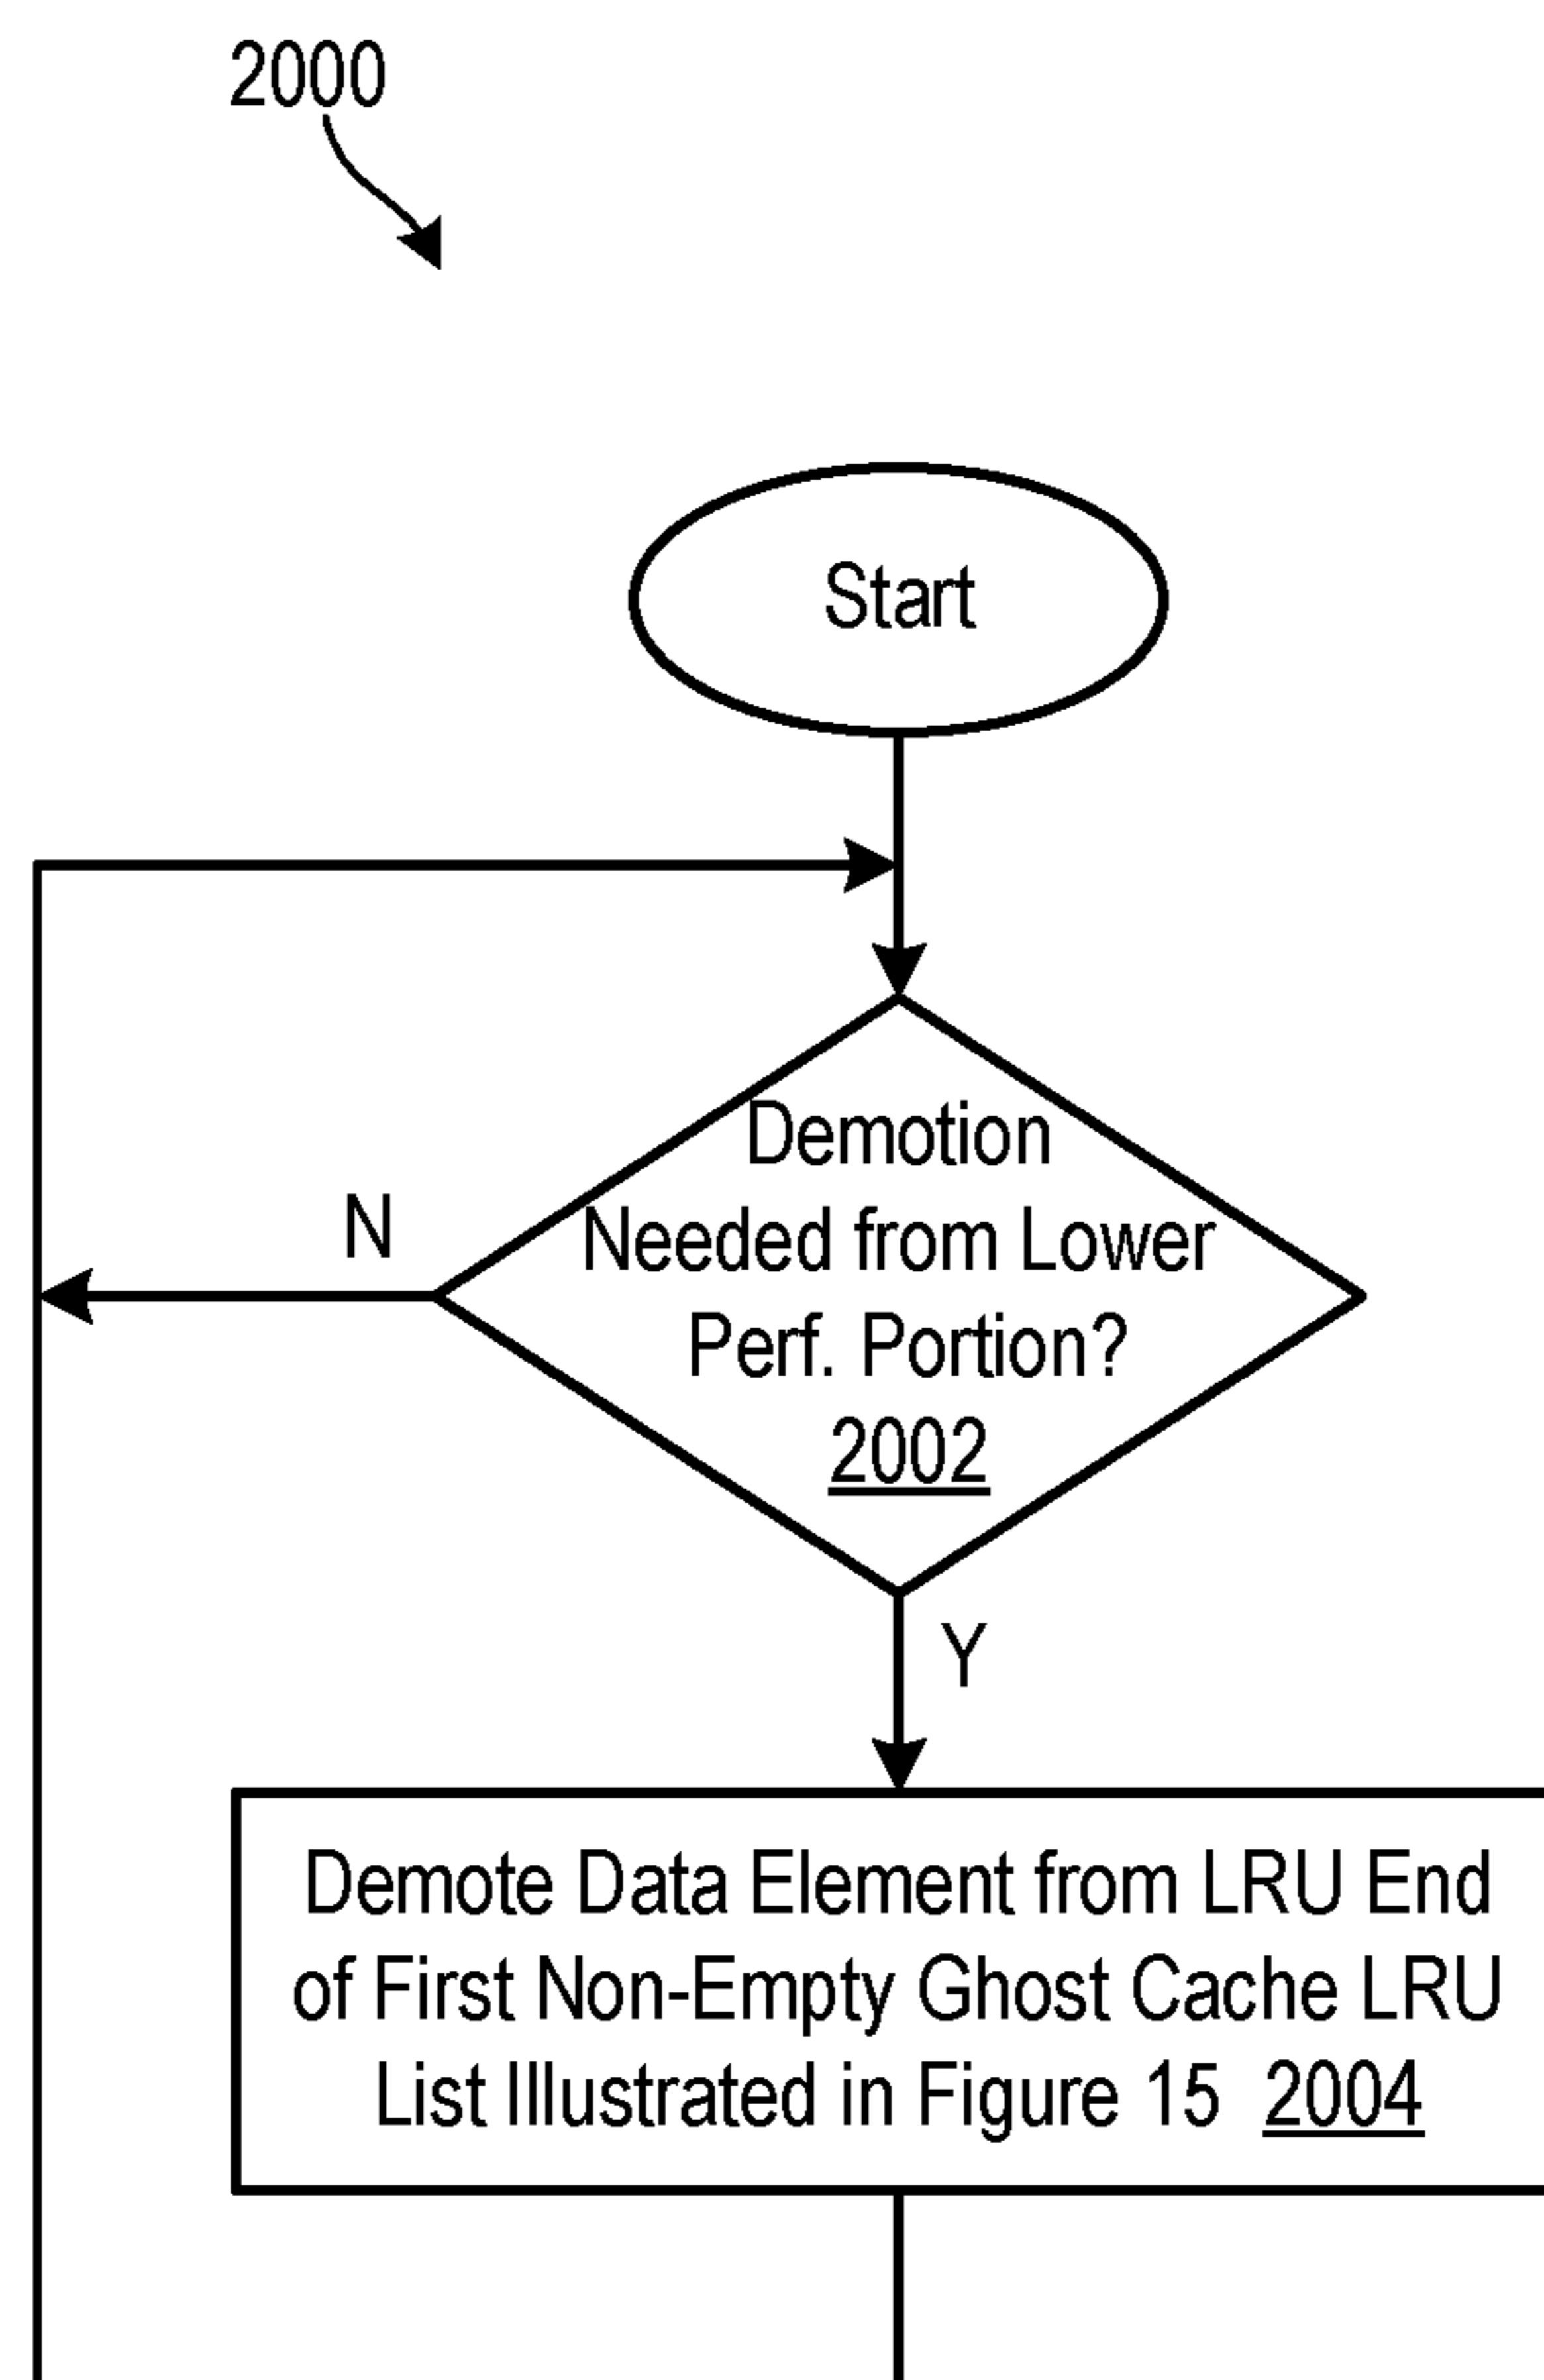 2000
Start
Demotion
Needed from Lower
Perf. Portion?
2002
N
Y
Demote Data Element from LRU End
of First Non-Empty Ghost Cache LRU
List Illustrated in Figure 15 2004